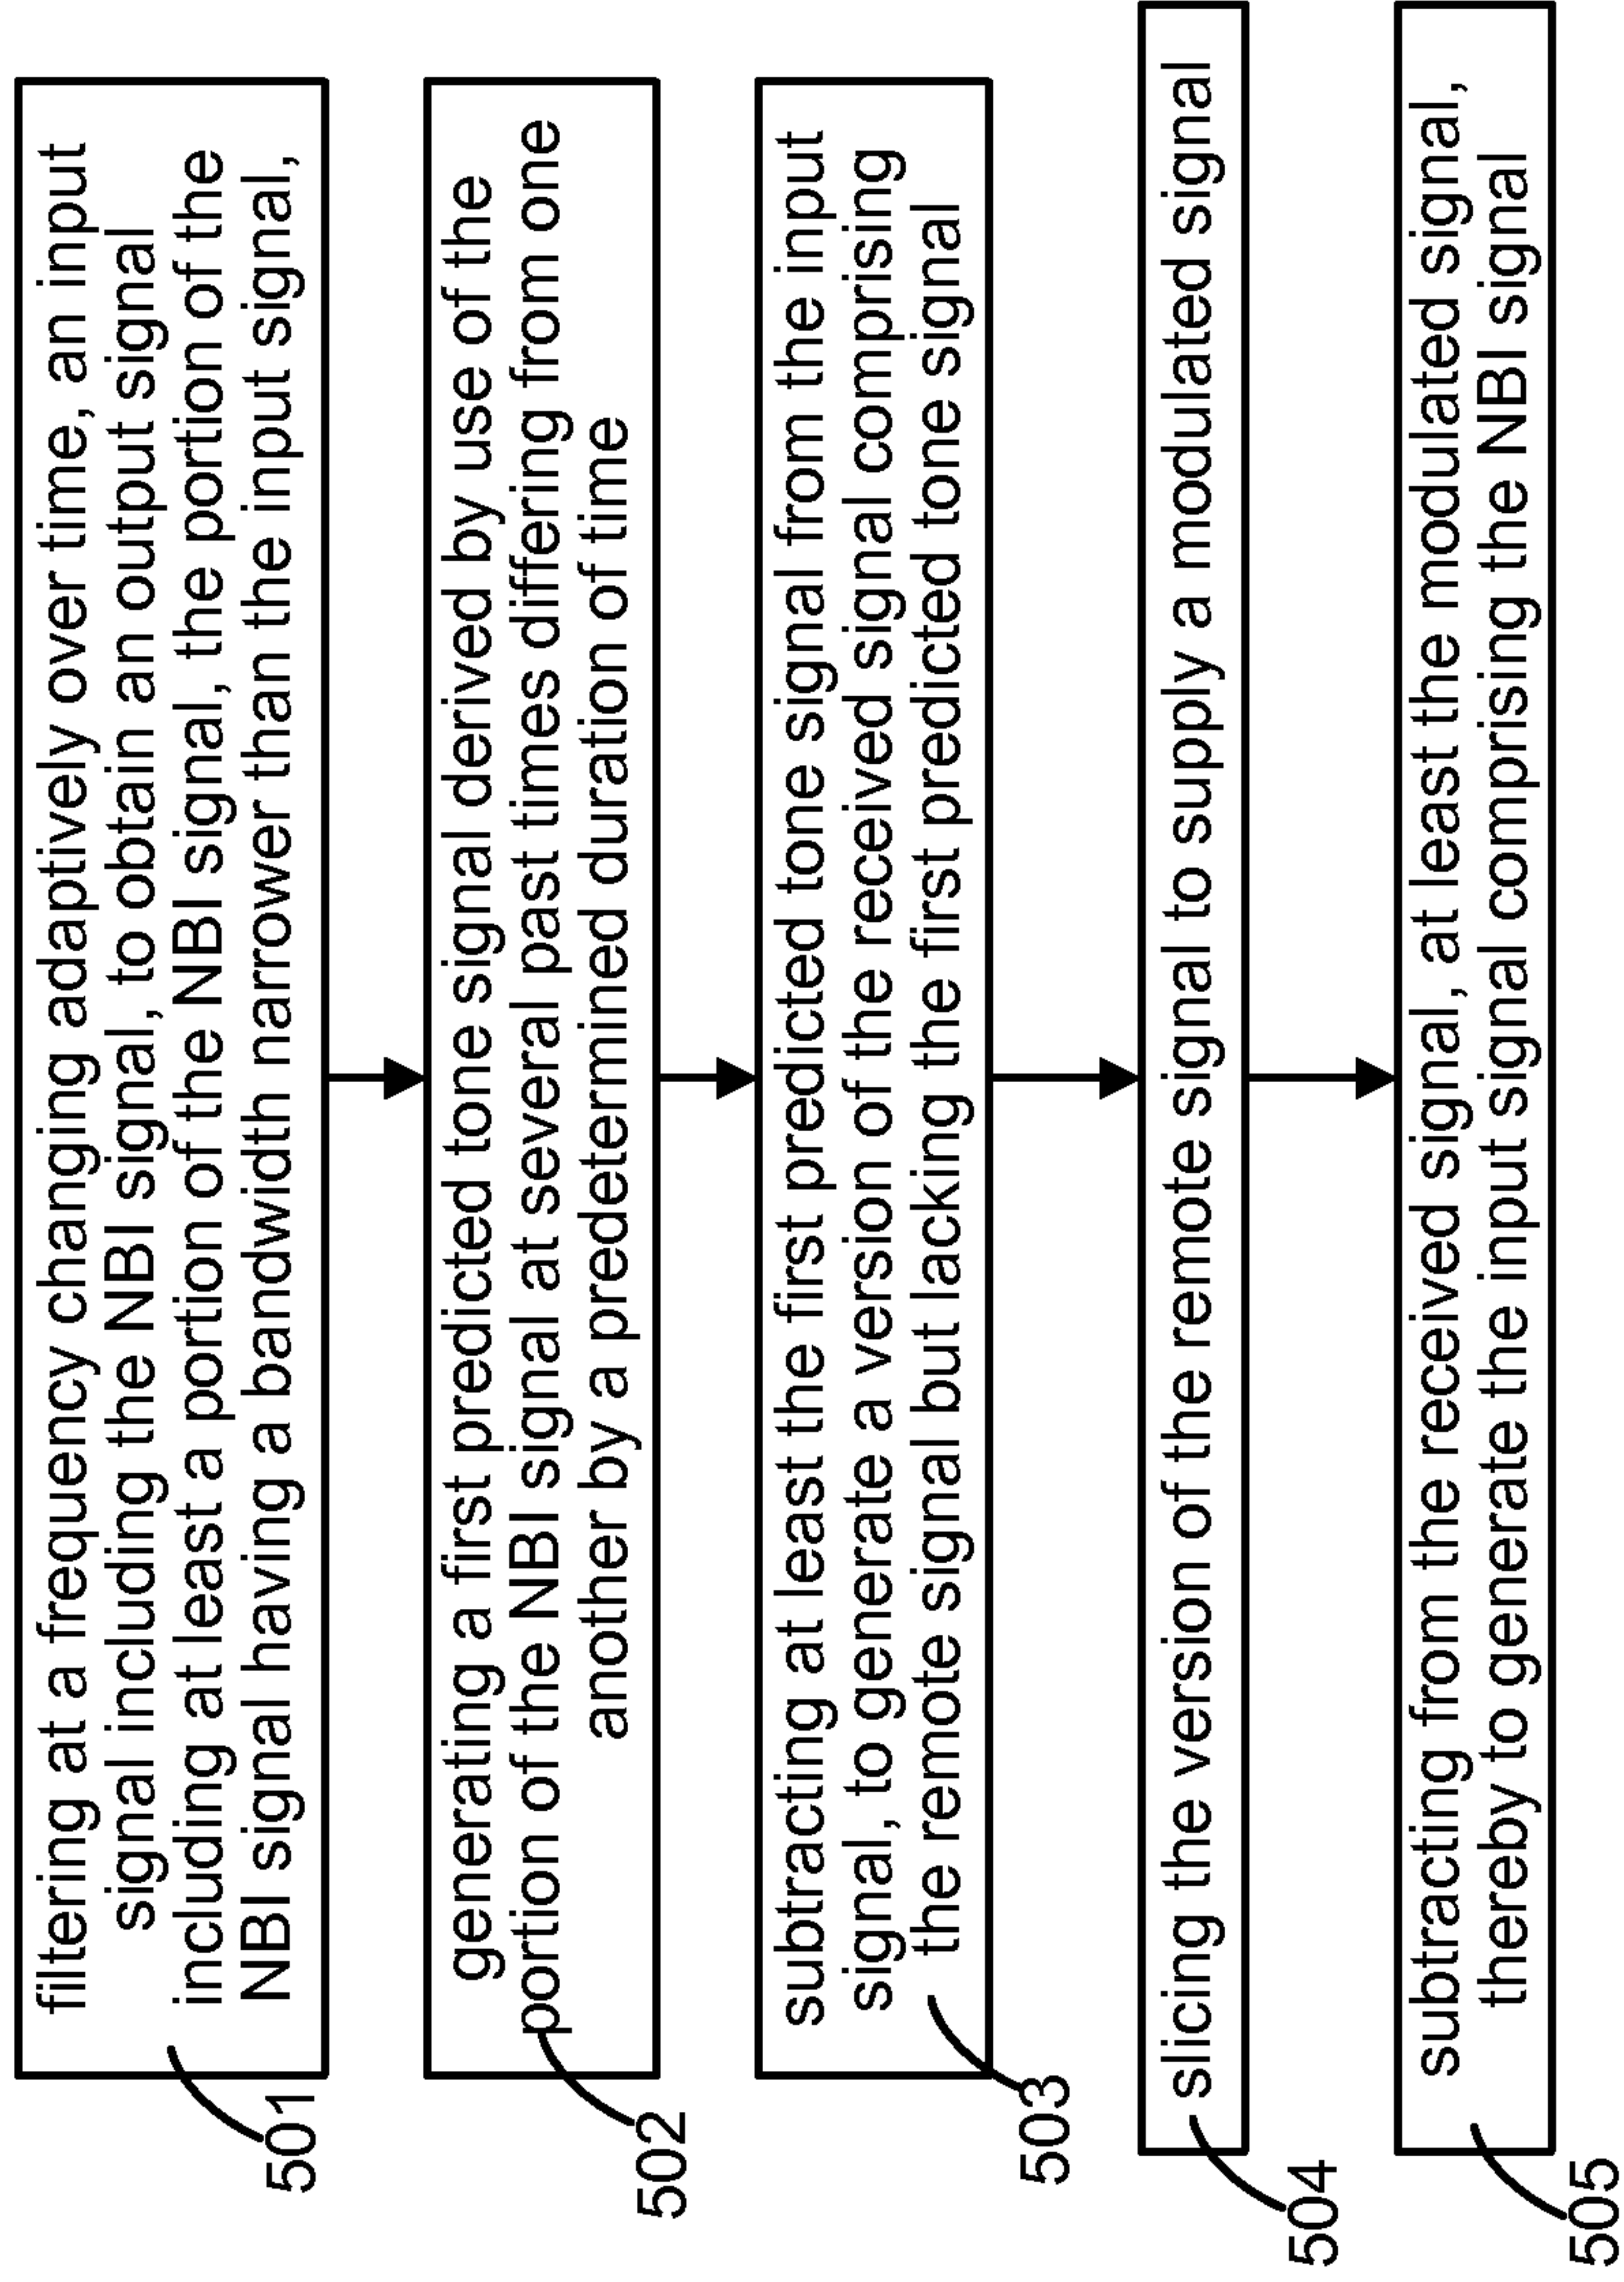 filtering at a frequency changing adaptively over time, an input
signal including the NBI signal, to obtain an output signal
including at least a portion of the NBI signal, the portion of the
NBI signal having a bandwidth narrower than the input signal,
501
generating a first predicted tone signal derived by use of the
portion of the NBI signal at several past times differing from one
another by a predetermined duration of time
502
subtracting at least the first predicted tone signal from the input
signal, to generate a version of the received signal comprising
the remote signal but lacking the first predicted tone signal
503
slicing the version of the remote signal to supply a modulated signal
504
subtracting from the received signal, at least the modulated signal,
thereby to generate the input signal comprising the NBI signal
505